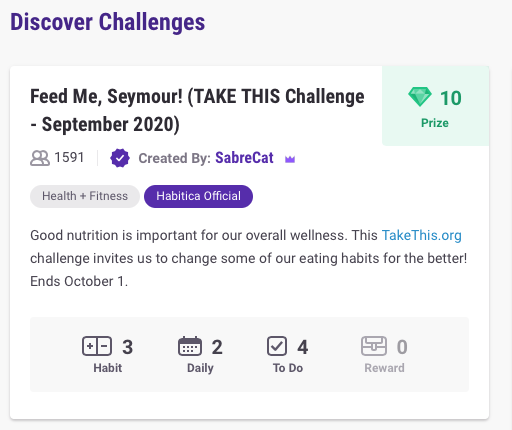 Discover Challenges
Feed Me, Seymour! (TAKE THIS Challenge
- September 2020)
10
Prize
1591
Created By: SabreCat
Health + Fitness
Habitica Official
Good nutrition is important for our overall wellness. This TakeThis.org
challenge invites us to change some of our eating habits for the better!
Ends October 1.
3
Habit
2
Daily
4
To Do
0
Reward